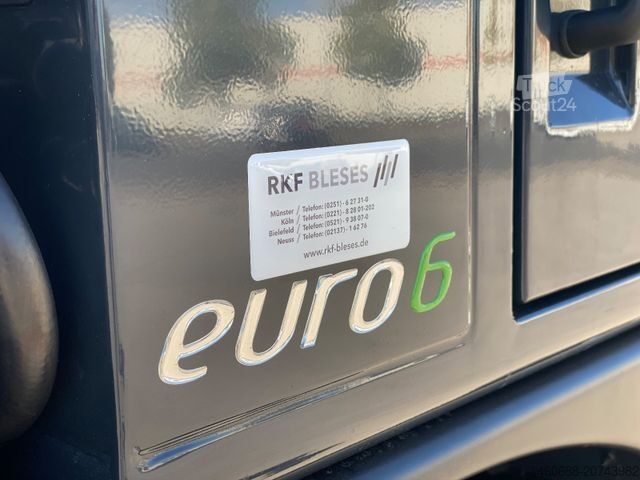 Truck
Scout24
RKF BLESES
Münster / Telefon: (0251) - 6 27 31-0
Köln / Telefon: (0221) - 8 28 01-202
Bielefeld / Telefon: (0521) - 9 38 07-0
Neuss / Telefon: (02137) - 1 62 76
www.rkf-bleses.de
euro6